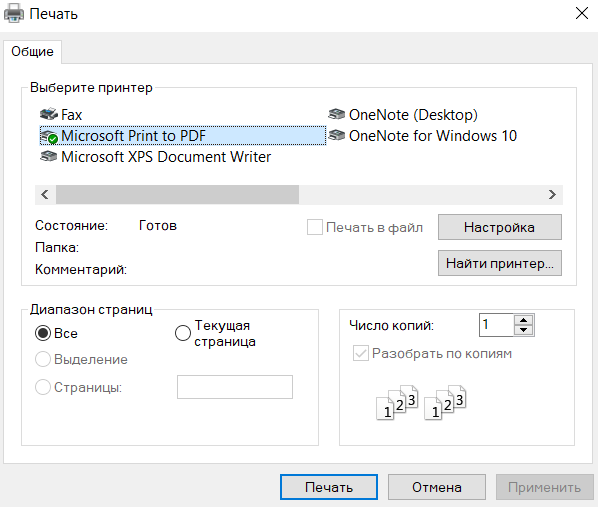 Печать
Общие
Выберите принтер
Fax
OneNote (Desktop)
Microsoft Print to PDF
OneNote for Windows 10
Microsoft XPS Document Writer
Состояние: Готов
Печать в файл
Настройка
Папка:
Комментарий:
Найти принтер...
Диапазон страниц
Все
Текущая страница
Выделение
Страницы:
Число копий: 1
Разобрать по копиям
1 2 3 1 2 3
Печать
Отмена
Применить